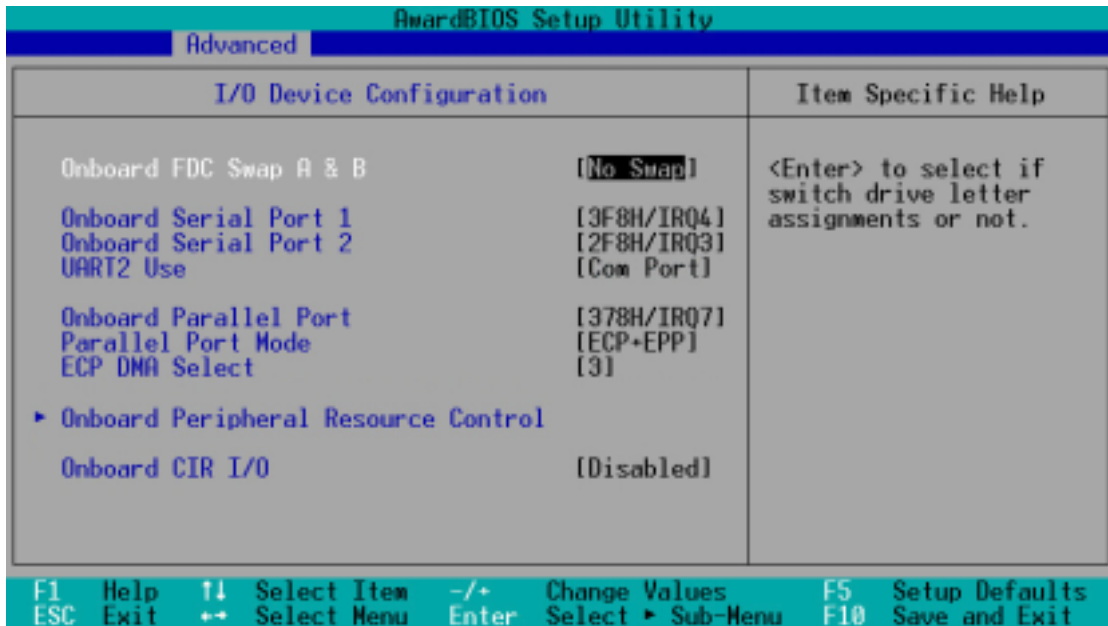 AwardBIOS Setup Utility
Advanced
I/O Device Configuration
Item Specific Help
Onboard FDC Swap A & B [No Swap]
Onboard Serial Port 1 [3F8H/IRQ4]
Onboard Serial Port 2 [2F8H/IRQ3]
UART2 Use [Com Port]
Onboard Parallel Port [378H/IRQ7]
Parallel Port Mode [ECP+EPP]
ECP DMA Select [3]
▸ Onboard Peripheral Resource Control
Onboard CIR I/O [Disabled]
<Enter> to select if
switch drive letter
assignments or not.
F1 Help ↑↓ Select Item -/+ Change Values F5 Setup Defaults
ESC Exit ←→ Select Menu Enter Select ▸ Sub-Menu F10 Save and Exit